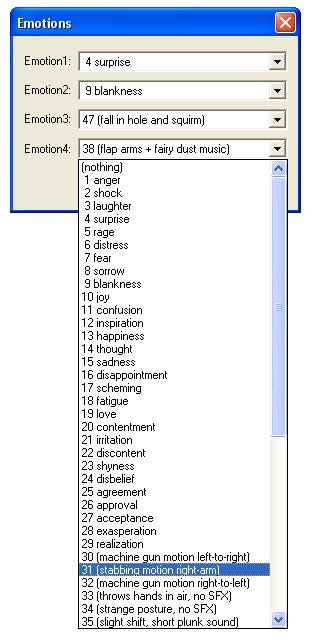 Emotions
Emotion1: 4 surprise
Emotion2: 9 blankness
Emotion3: 47 (fall in hole and squirm)
Emotion4: 38 (flap arms + fairy dust music)
(nothing)
1 anger
2 shock
3 laughter
4 surprise
5 rage
6 distress
7 fear
8 sorrow
9 blankness
10 joy
11 confusion
12 inspiration
13 happiness
14 thought
15 sadness
16 disappointment
17 scheming
18 fatigue
19 love
20 contentment
21 irritation
22 discontent
23 shyness
24 disbelief
25 agreement
26 approval
27 acceptance
28 exasperation
29 realization
30 (machine gun motion left-to-right)
31 (stabbing motion right-arm)
32 (machine gun motion right-to-left)
33 (throws hands in air, no SFX)
34 (strange posture, no SFX)
35 (slight shift, short plunk sound)